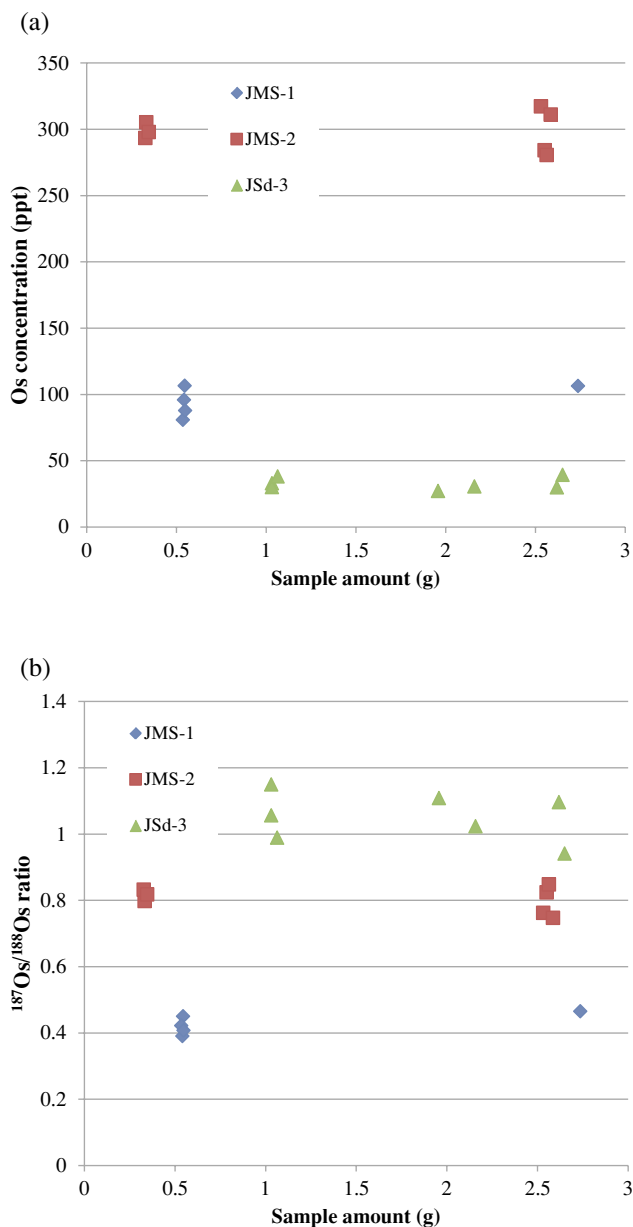 (a)
350
300
250
200
150
100
50
0
Os concentration (ppt)
JMS-1
JMS-2
JSd-3
0 0.5 1 1.5 2 2.5 3
Sample amount (g)
(b)
1.4
1.2
1
0.8
0.6
0.4
0.2
0
¹⁸⁷Os/¹⁸⁸Os ratio
JMS-1
JMS-2
JSd-3
0 0.5 1 1.5 2 2.5 3
Sample amount (g)